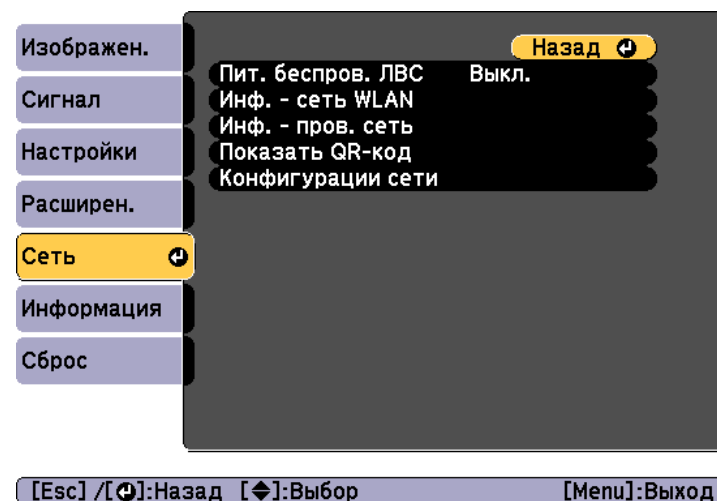 Изображен.
Сигнал
Настройки
Расширен.
Сеть
Информация
Сброс
Назад
Пит. беспров. ЛВС Выкл.
Инф. - сеть WLAN
Инф. - пров. сеть
Показать QR-код
Конфигурации сети
[Esc] /[⏎]:Назад [◆]:Выбор [Menu]:Выход